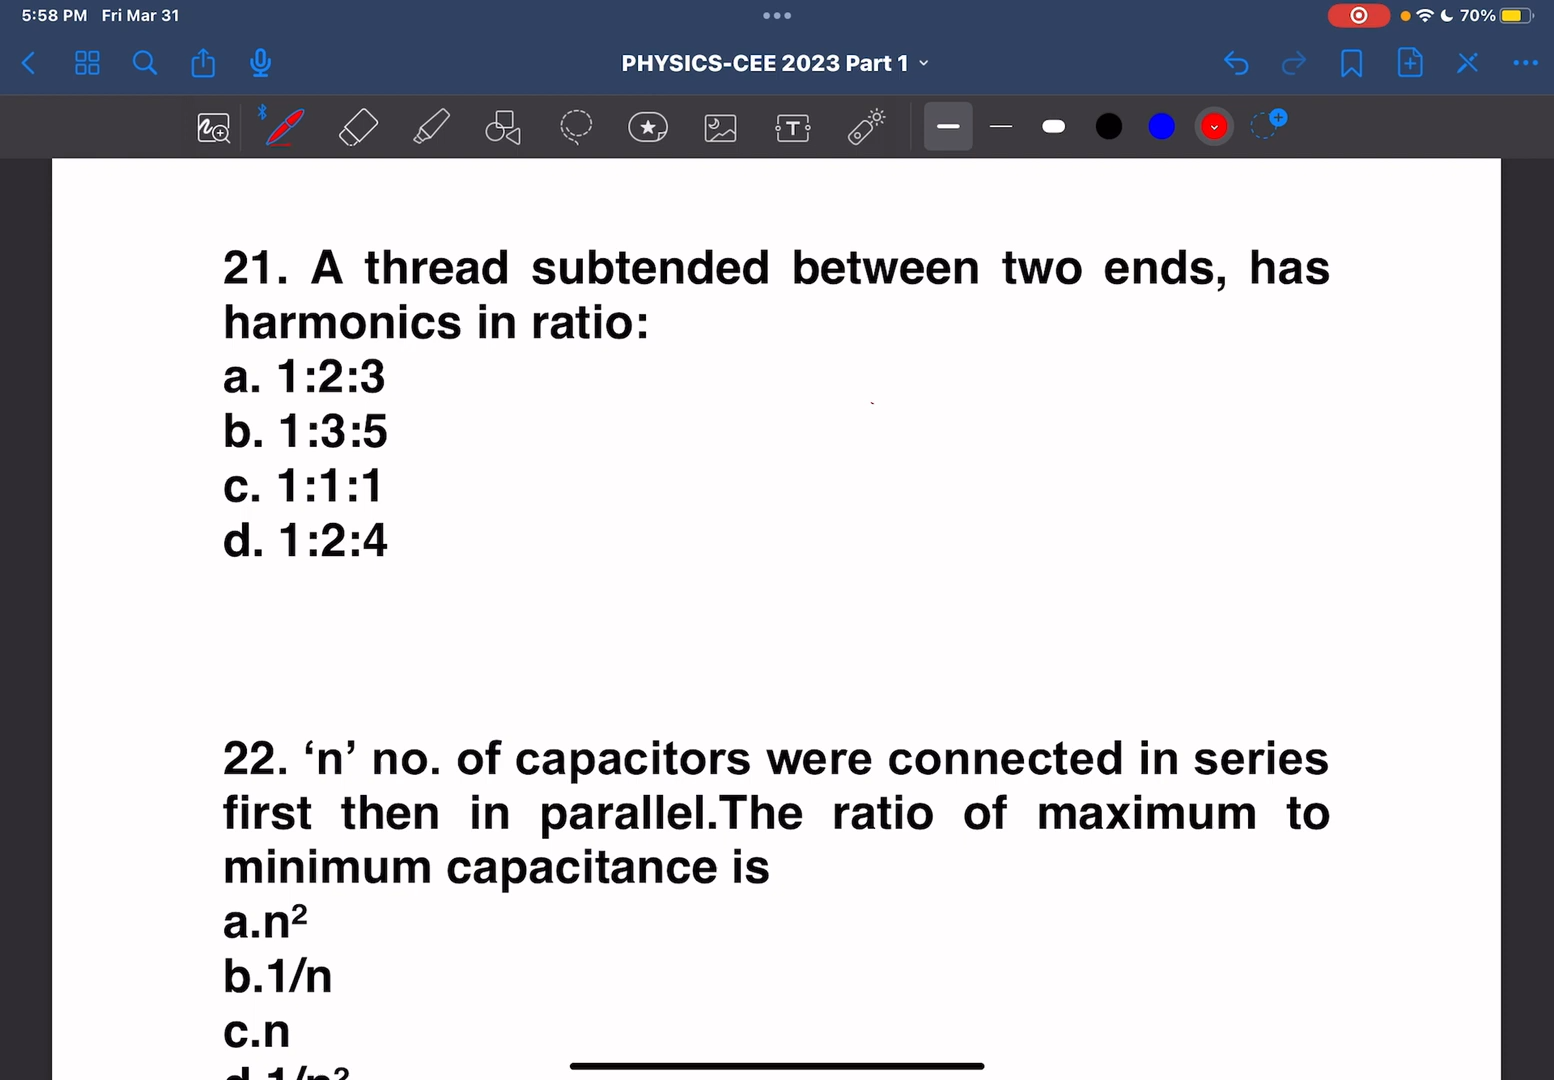 5:58 PM Fri Mar 31
70%
PHYSICS-CEE 2023 Part 1
T
21. A thread subtended between two ends, has
harmonics in ratio:
a. 1:2:3
b. 1:3:5
c. 1:1:1
d. 1:2:4
22. ‘n’ no. of capacitors were connected in series
first then in parallel.The ratio of maximum to
minimum capacitance is
a.n²
b.1/n
c.n
d.1/n²